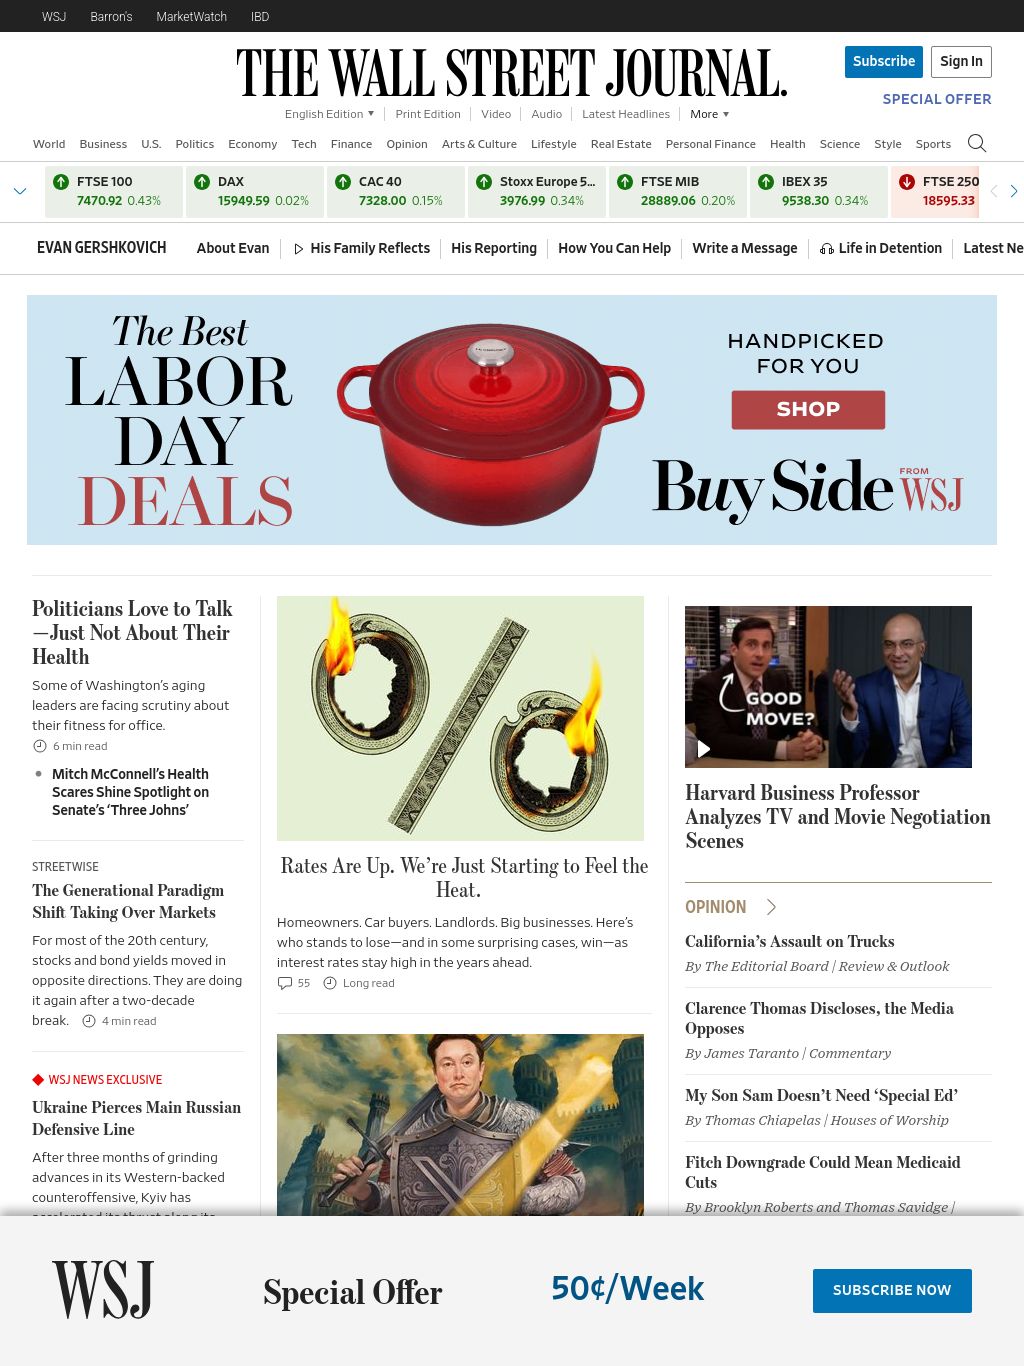 WSJ Barron's MarketWatch IBD
THE WALL STREET JOURNAL.
Subscribe Sign In
SPECIAL OFFER
English Edition Print Edition Video Audio Latest Headlines More
World Business U.S. Politics Economy Tech Finance Opinion Arts & Culture Lifestyle Real Estate Personal Finance Health Science Style Sports
FTSE 100 DAX CAC 40 Stoxx Europe 5... FTSE MIB IBEX 35 FTSE 250
7470.92 0.43% 15949.59 0.02% 7328.00 0.15% 3976.99 0.34% 28889.06 0.20% 9538.30 0.34% 18595.33
EVAN GERSHKOVICH About Evan His Family Reflects His Reporting How You Can Help Write a Message Life in Detention Latest Ne
The Best
LABOR
DAY
DEALS
HANDPICKED
FOR YOU
SHOP
Buy Side FROM WSJ
Politicians Love to Talk
—Just Not About Their
Health
Some of Washington's aging
leaders are facing scrutiny about
their fitness for office.
6 min read
Mitch McConnell's Health
Scares Shine Spotlight on
Senate's 'Three Johns'
STREETWISE
The Generational Paradigm
Shift Taking Over Markets
For most of the 20th century,
stocks and bond yields moved in
opposite directions. They are doing
it again after a two-decade
break. 4 min read
WSJ NEWS EXCLUSIVE
Ukraine Pierces Main Russian
Defensive Line
After three months of grinding
advances in its Western-backed
counteroffensive, Kyiv has
accelerated its thrust along its
Rates Are Up. We're Just Starting to Feel the
Heat.
Homeowners. Car buyers. Landlords. Big businesses. Here's
who stands to lose—and in some surprising cases, win—as
interest rates stay high in the years ahead.
55 Long read
GOOD
MOVE?
Harvard Business Professor
Analyzes TV and Movie Negotiation
Scenes
OPINION
California's Assault on Trucks
By The Editorial Board | Review & Outlook
Clarence Thomas Discloses, the Media
Opposes
By James Taranto | Commentary
My Son Sam Doesn't Need 'Special Ed'
By Thomas Chiapelas | Houses of Worship
Fitch Downgrade Could Mean Medicaid
Cuts
By Brooklyn Roberts and Thomas Savidge |
WSJ Special Offer 50¢/Week SUBSCRIBE NOW